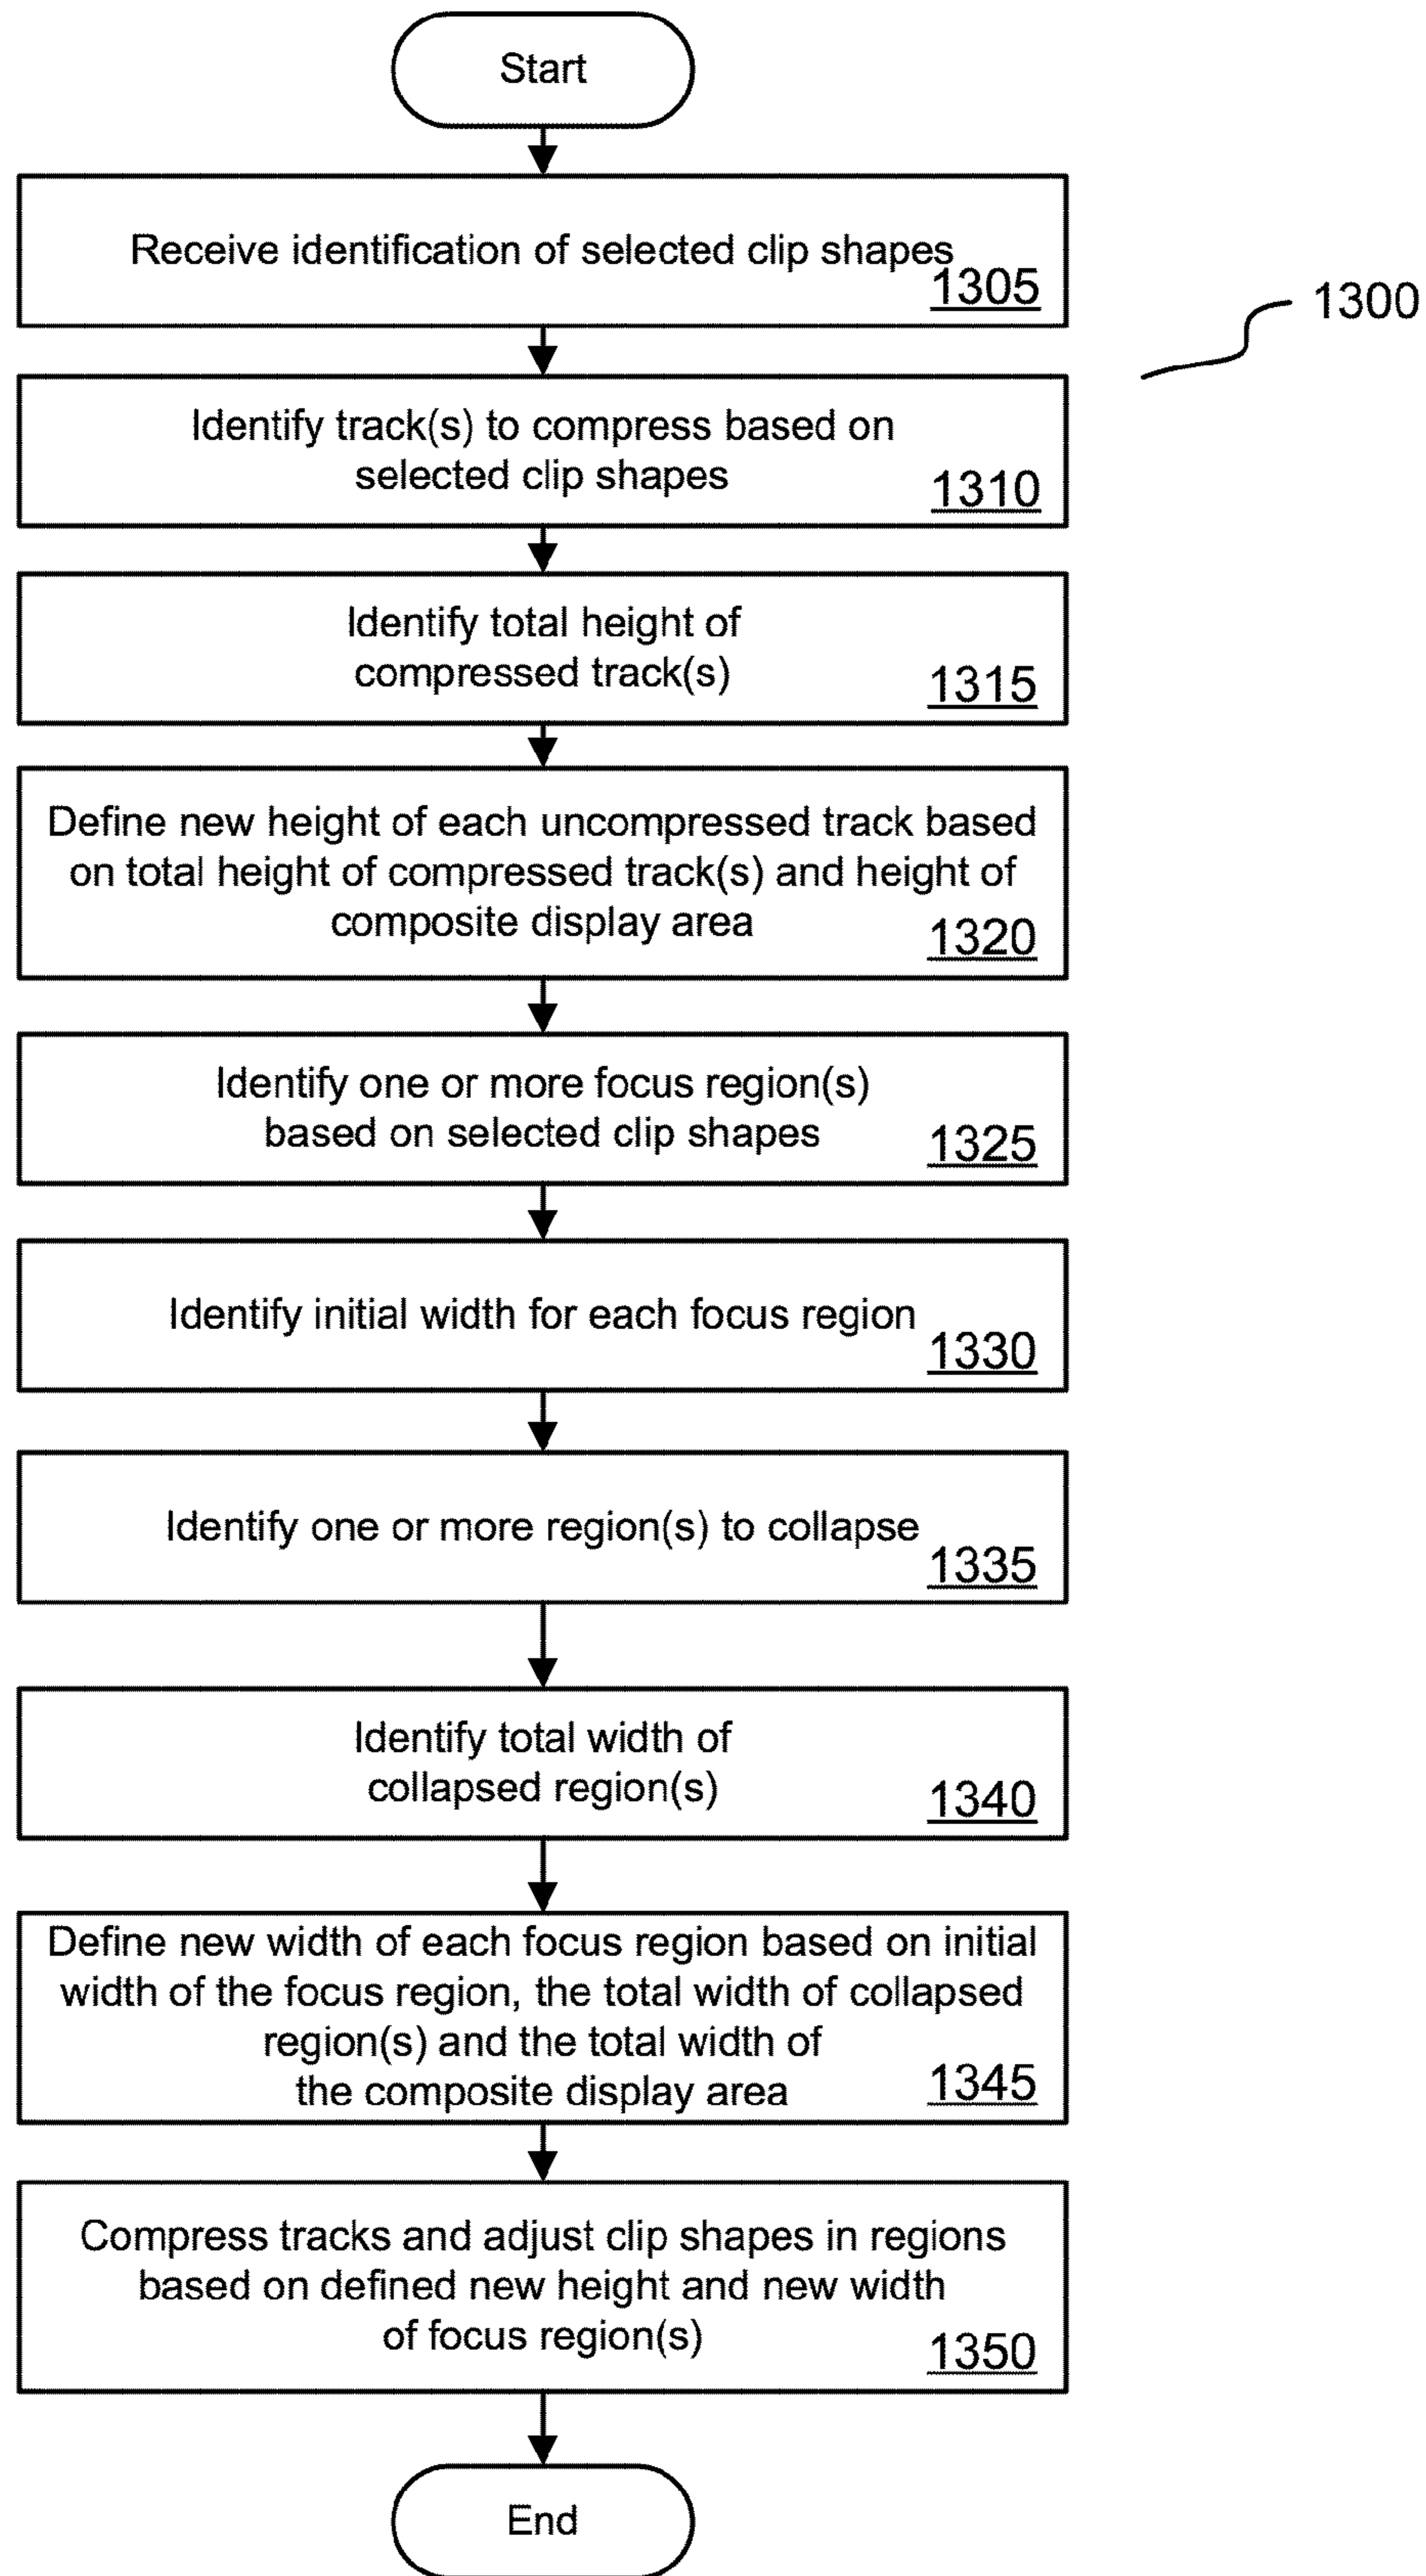 Start
Receive identification of selected clip shapes
1305
1300
Identify track(s) to compress based on
selected clip shapes
1310
Identify total height of
compressed track(s)
1315
Define new height of each uncompressed track based
on total height of compressed track(s) and height of
composite display area
1320
Identify one or more focus region(s)
based on selected clip shapes
1325
Identify initial width for each focus region
1330
Identify one or more region(s) to collapse
1335
Identify total width of
collapsed region(s)
1340
Define new width of each focus region based on initial
width of the focus region, the total width of collapsed
region(s) and the total width of
the composite display area
1345
Compress tracks and adjust clip shapes in regions
based on defined new height and new width
of focus region(s)
1350
End